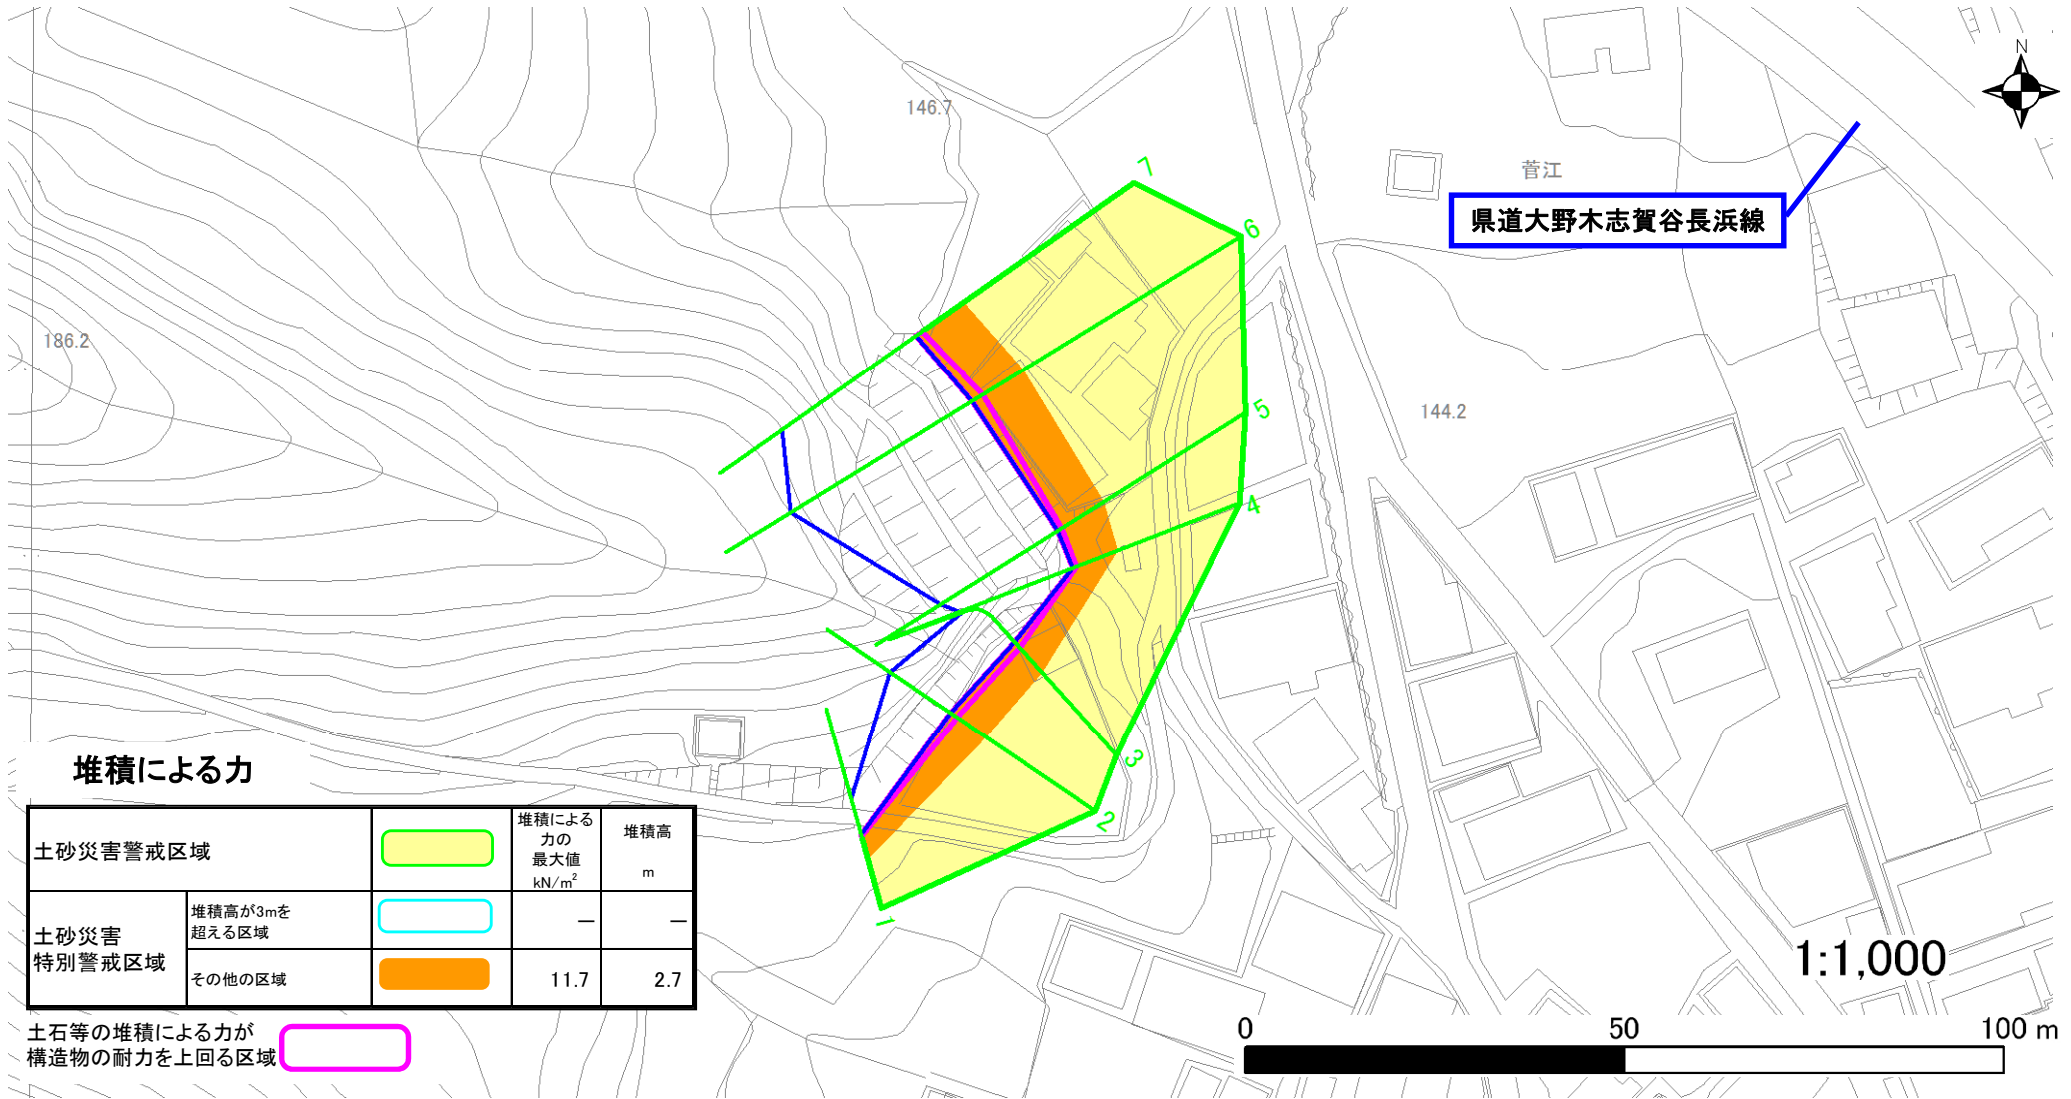 N
146.7
7
菅江
6
県道大野木志賀谷長浜線
186.2
5
144.2
4
3
2
1
堆積による力
土砂災害警戒区域
堆積による
力の
最大値
kN/m²
堆積高
m
土砂災害
特別警戒区域
堆積高が3mを
超える区域
―
―
その他の区域
11.7
2.7
土石等の堆積による力が
構造物の耐力を上回る区域
1:1,000
0
50
100 m